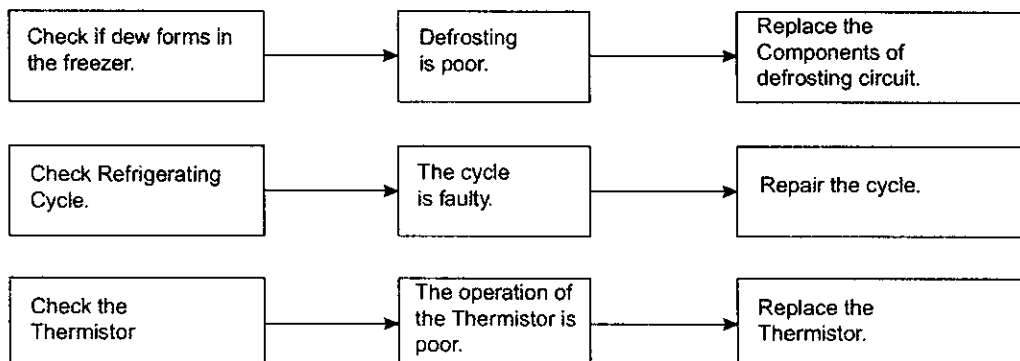 Check if dew forms in
the freezer.
Defrosting
is poor.
Replace the
Components of
defrosting circuit.
Check Refrigerating
Cycle.
The cycle
is faulty.
Repair the cycle.
Check the
Thermistor
The operation of
the Thermistor is
poor.
Replace the
Thermistor.